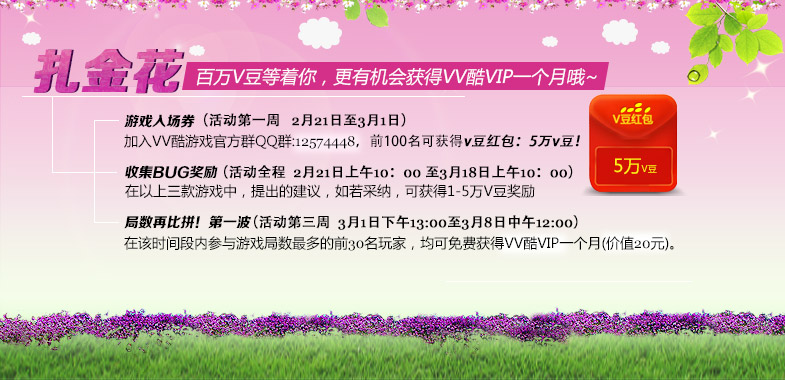 扎金花 百万V豆等着你，更有机会获得VV酷VIP一个月哦~
游戏入场券（活动第一周 2月21日至3月1日）
加入VV酷游戏官方群QQ群:12574448，前100名可获得v豆红包：5万v豆！
V豆红包
5万V豆
收集BUG奖励（活动全程 2月21日上午10：00 至3月18日上午10：00）
在以上三款游戏中，提出的建议，如若采纳，可获得1-5万V豆奖励
局数再比拼！第一波（活动第三周 3月1日下午13:00至3月8日中午12:00）
在该时间段内参与游戏局数最多的前30名玩家，均可免费获得VV酷VIP一个月(价值20元)。